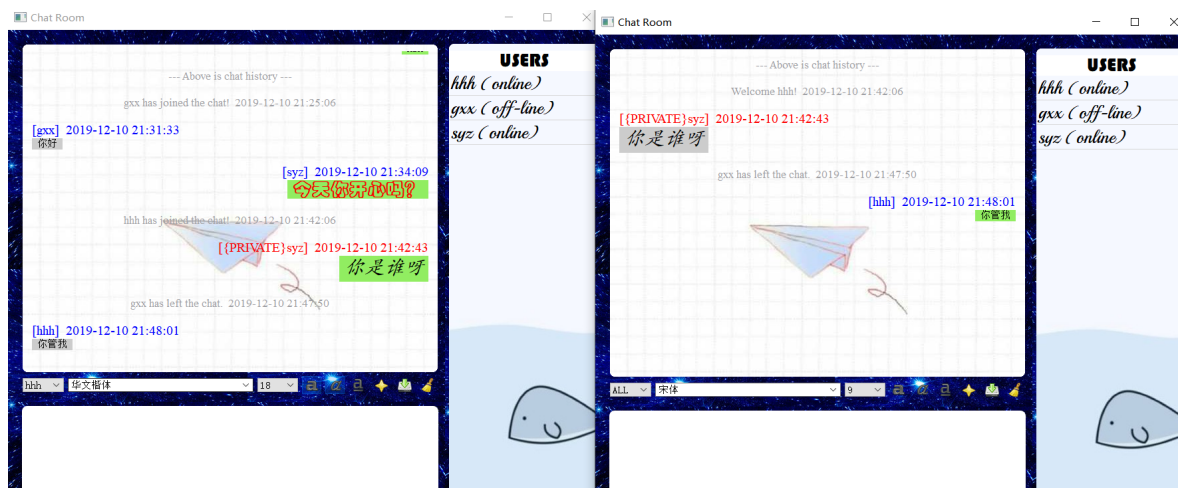 Chat Room
--- Above is chat history ---
gxx has joined the chat! 2019-12-10 21:25:06
[gxx] 2019-12-10 21:31:33
你好
[syz] 2019-12-10 21:34:09
今天你开心吗?
hhh has joined the chat! 2019-12-10 21:42:06
[{PRIVATE}syz] 2019-12-10 21:42:43
你是谁呀
gxx has left the chat. 2019-12-10 21:47:50
[hhh] 2019-12-10 21:48:01
你管我
hhh
华文楷体
18
a
a
a
USERS
hhh (online)
gxx (off-line)
syz (online)
Chat Room
--- Above is chat history ---
Welcome hhh! 2019-12-10 21:42:06
[{PRIVATE}syz] 2019-12-10 21:42:43
你是谁呀
gxx has left the chat. 2019-12-10 21:47:50
[hhh] 2019-12-10 21:48:01
你管我
ALL
宋体
9
a
a
a
USERS
hhh (online)
gxx (off-line)
syz (online)